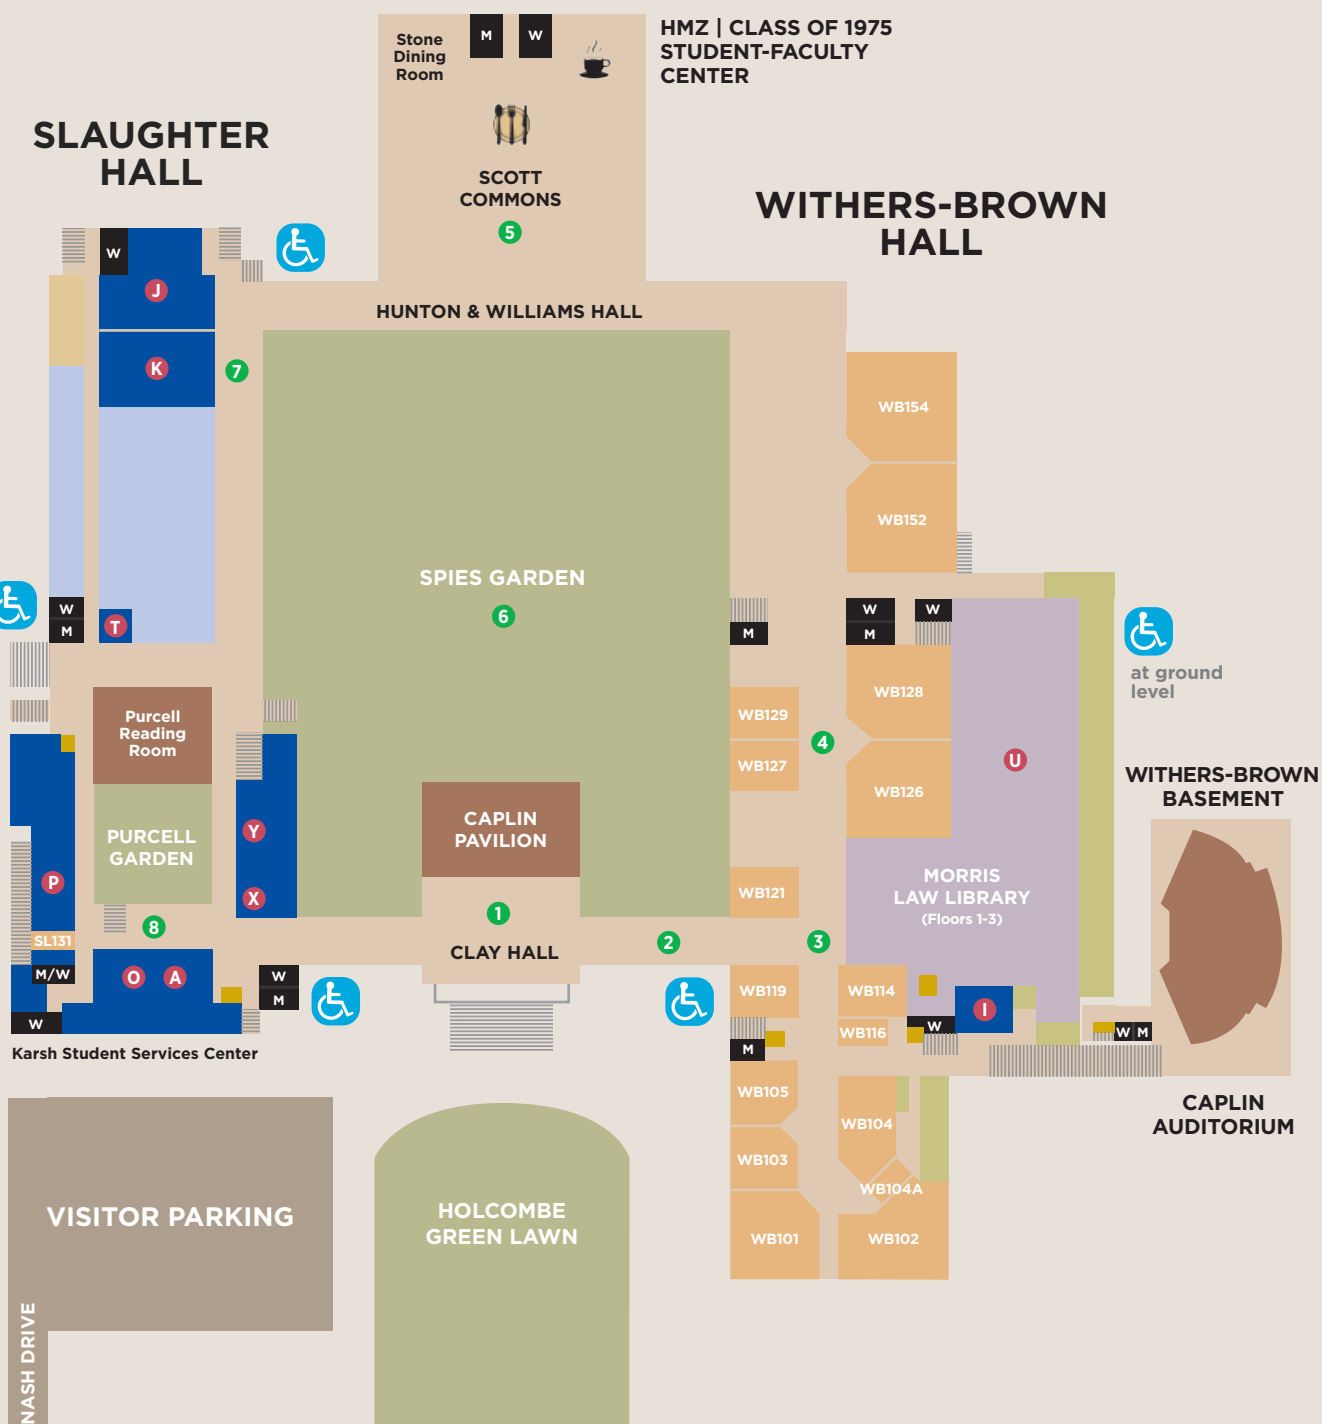 HMZ | CLASS OF 1975
STUDENT-FACULTY
CENTER
Stone
Dining
Room
M
W
SCOTT
COMMONS
5
SLAUGHTER
HALL
WITHERS-BROWN
HALL
W
J
HUNTON & WILLIAMS HALL
K
7
WB154
WB152
SPIES GARDEN
6
W
M
T
M
W
M
W
at ground
level
Purcell
Reading
Room
WB129
WB127
4
WB128
WB126
U
WITHERS-BROWN
BASEMENT
PURCELL
GARDEN
Y
X
P
CAPLIN
PAVILION
WB121
MORRIS
LAW LIBRARY
(Floors 1-3)
1
CLAY HALL
2
3
8
SL131
M/W
O
A
W
M
W
Karsh Student Services Center
WB119
WB114
WB116
I
W
M
W
M
WB105
WB104
WB103
WB104A
WB101
WB102
CAPLIN
AUDITORIUM
VISITOR PARKING
HOLCOMBE
GREEN LAWN
NASH DRIVE